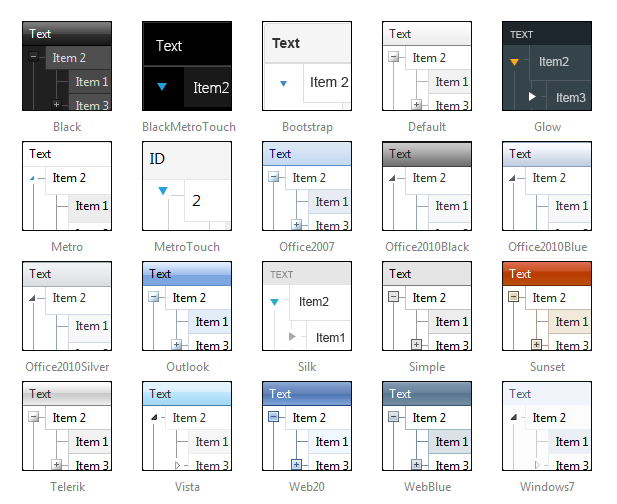 Text
Item 2
Item 1
Item 3
Black
Text
Item2
BlackMetroTouch
Text
Item 2
Bootstrap
Text
Item 2
Item 1
Item 3
Default
TEXT
Item2
Item3
Glow
Text
Item 2
Item 1
Item 3
Metro
ID
2
MetroTouch
Text
Item 2
Item 1
Item 3
Office2007
Text
Item 2
Item 1
Item 3
Office2010Black
Text
Item 2
Item 1
Item 3
Office2010Blue
Text
Item 2
Item 1
Item 3
Office2010Silver
Text
Item 2
Item 1
Item 3
Outlook
TEXT
Item2
Item1
Silk
Text
Item 2
Item 1
Item 3
Simple
Text
Item 2
Item 1
Item 3
Sunset
Text
Item 2
Item 1
Item 3
Telerik
Text
Item 2
Item 1
Item 3
Vista
Text
Item 2
Item 1
Item 3
Web20
Text
Item 2
Item 1
Item 3
WebBlue
Text
Item 2
Item 1
Item 3
Windows7